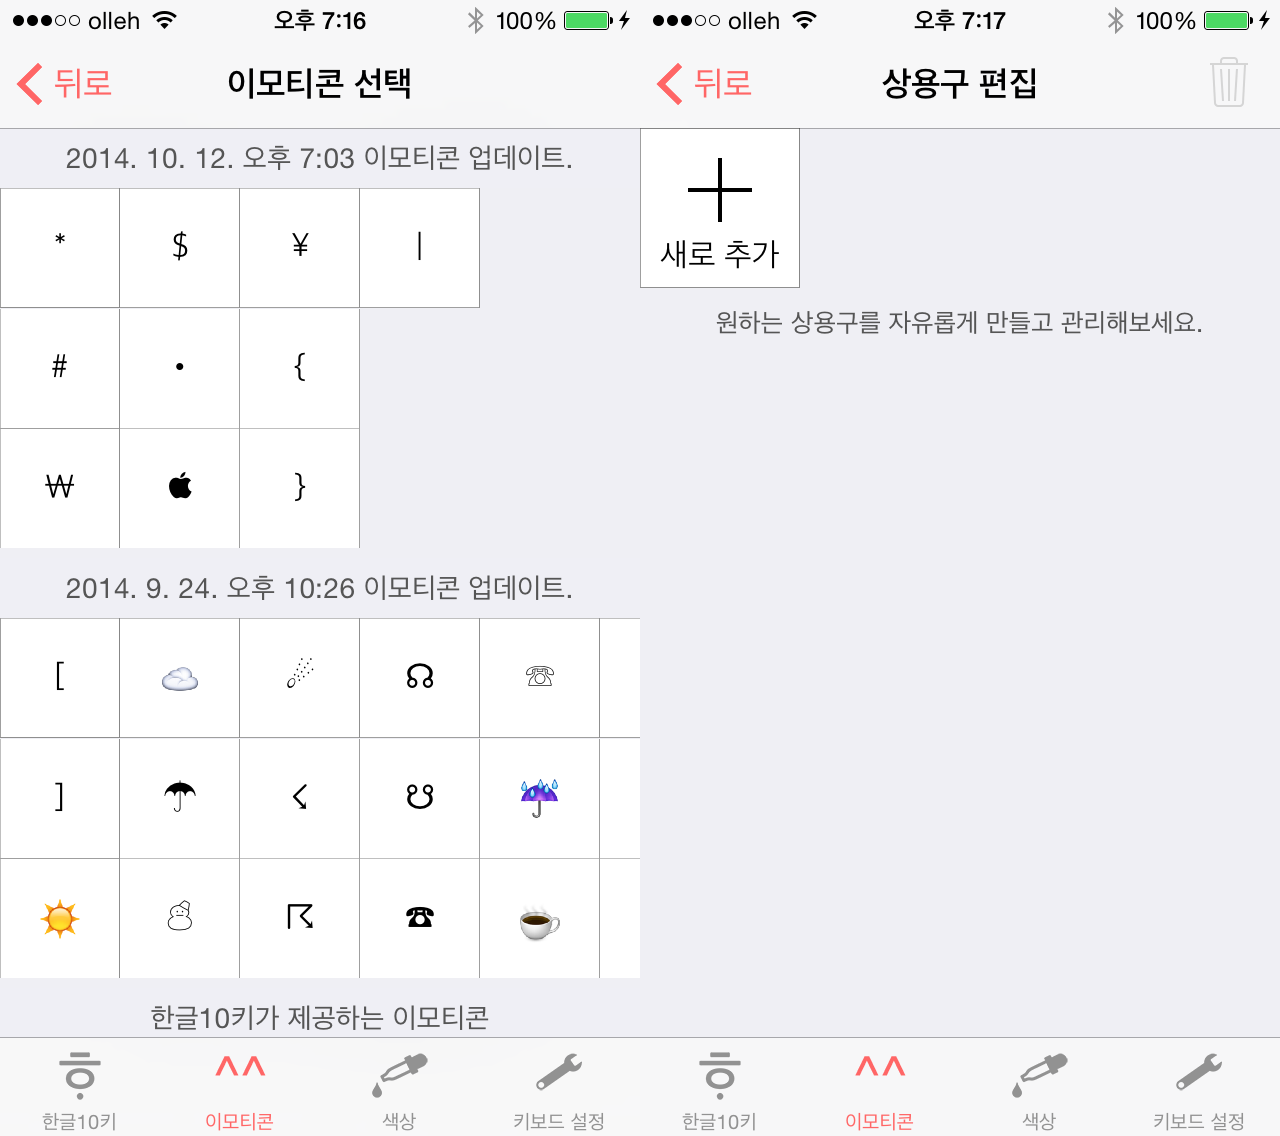 olleh 오후 7:16 100%
뒤로 이모티콘 선택
2014. 10. 12. 오후 7:03 이모티콘 업데이트.
* $ ¥ |
# • {
₩  }
2014. 9. 24. 오후 10:26 이모티콘 업데이트.
[ ☁️ ☄ ☊ ☏
] ☂ ☇ ☋ ☔
☀️ ☃ ☈ ☎ ☕
한글10키가 제공하는 이모티콘
^^
한글10키 이모티콘 색상 키보드 설정
olleh 오후 7:17 100%
뒤로 상용구 편집
새로 추가
원하는 상용구를 자유롭게 만들고 관리해보세요.
^^
한글10키 이모티콘 색상 키보드 설정